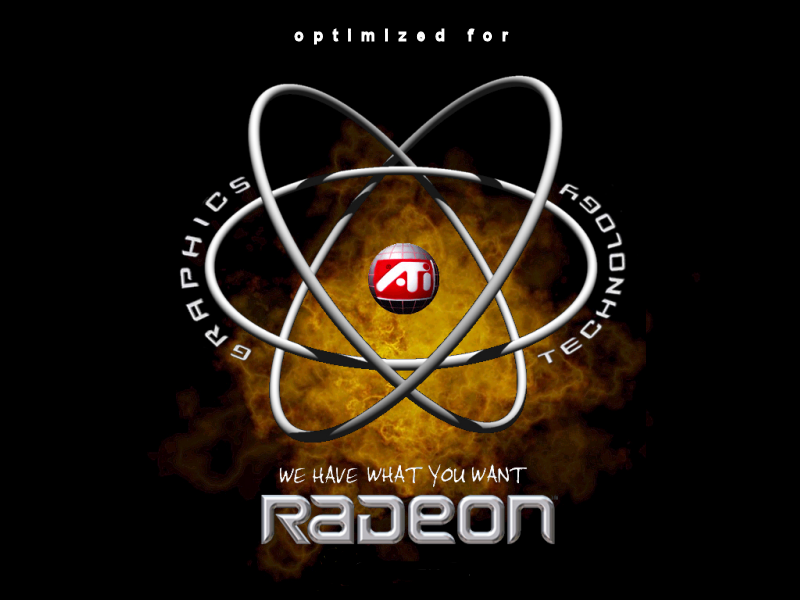 optimized for
GRAPHICS
TECHNOLOGY
ATi
WE HAVE WHAT YOU WANT
RADEON